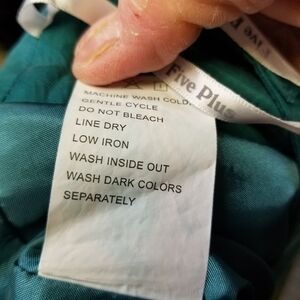 Five Plus
MACHINE WASH COLD
GENTLE CYCLE
DO NOT BLEACH
LINE DRY
LOW IRON
WASH INSIDE OUT
WASH DARK COLORS
SEPARATELY